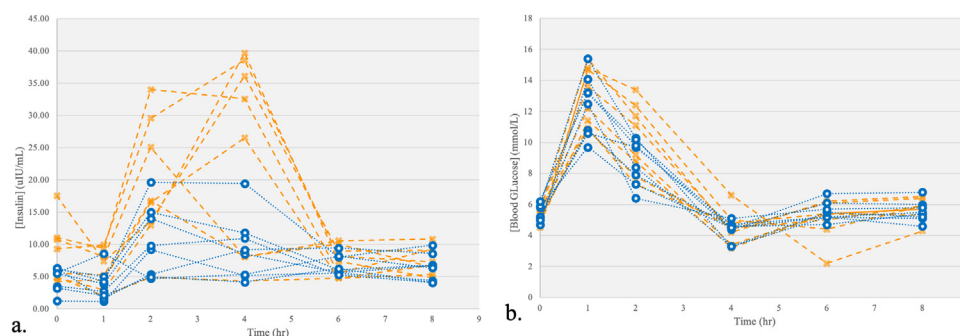 45.00
40.00
35.00
30.00
25.00
20.00
15.00
10.00
5.00
0.00
[Insulin] (uIU/mL)
0 1 2 3 4 5 6 7 8 9
Time (hr)
a.
18
16
14
12
10
8
6
4
2
0
[Blood GLucose] (mmol/L)
0 1 2 3 4 5 6 7 8
Time (hr)
b.